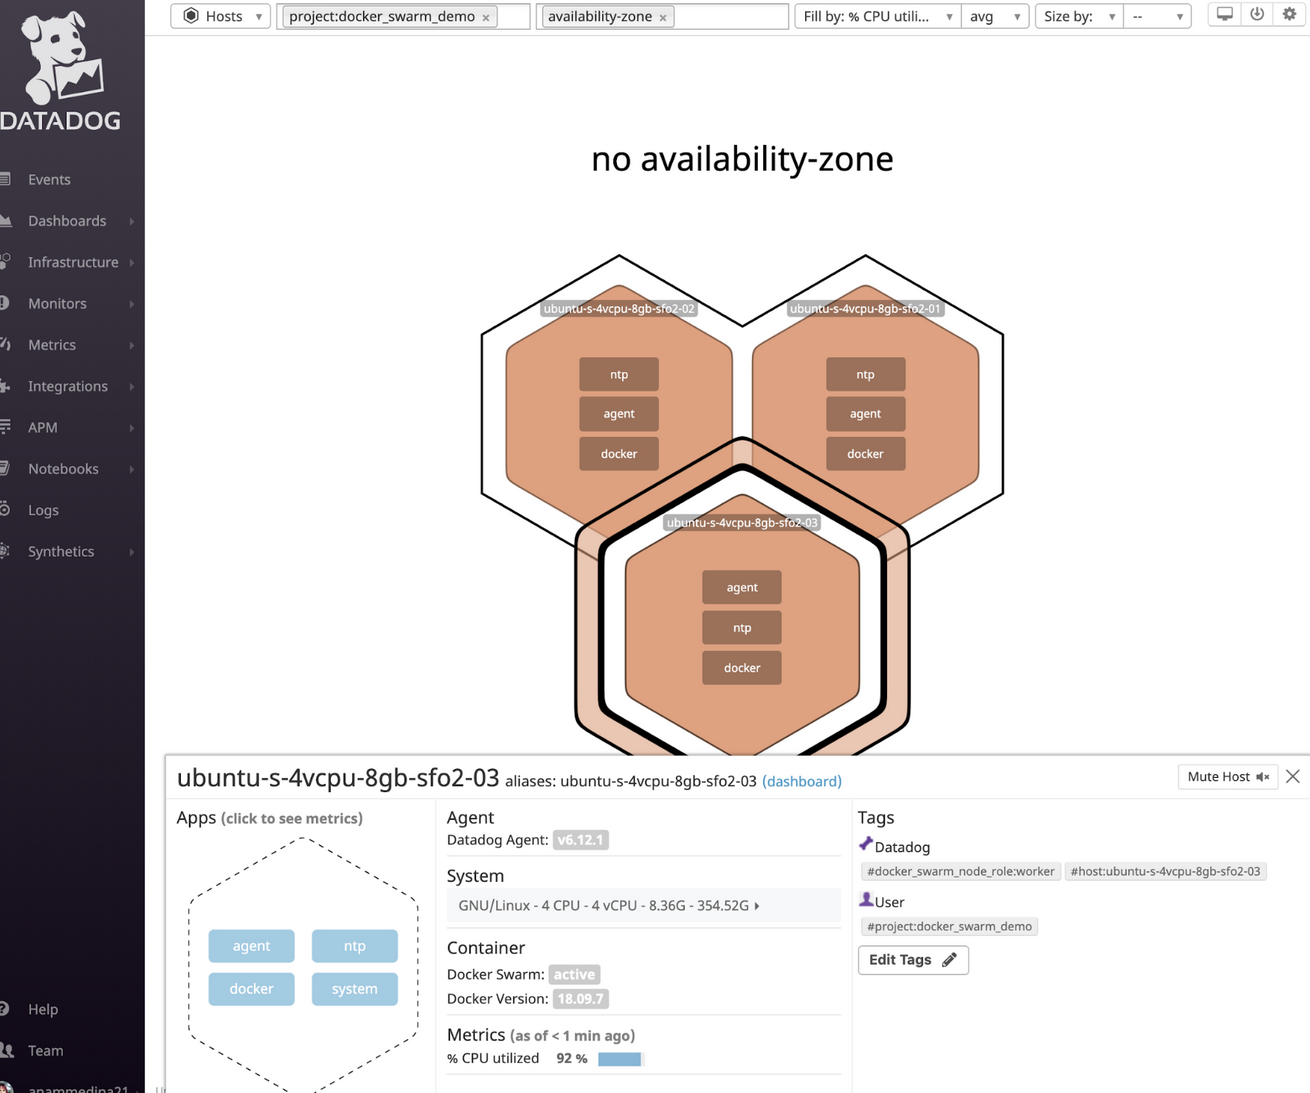 Hosts project:docker_swarm_demo × availability-zone × Fill by: % CPU utili... avg Size by: --
DATADOG
Events
Dashboards
Infrastructure
Monitors
Metrics
Integrations
APM
Notebooks
Logs
Synthetics
Help
Team
anammedina21
no availability-zone
ubuntu-s-4vcpu-8gb-sfo2-02
ntp
agent
docker
ubuntu-s-4vcpu-8gb-sfo2-01
ntp
agent
docker
ubuntu-s-4vcpu-8gb-sfo2-03
agent
ntp
docker
ubuntu-s-4vcpu-8gb-sfo2-03 aliases: ubuntu-s-4vcpu-8gb-sfo2-03 (dashboard)
Mute Host
Apps (click to see metrics)
agent ntp
docker system
Agent
Datadog Agent: v6.12.1
System
GNU/Linux - 4 CPU - 4 vCPU - 8.36G - 354.52G
Container
Docker Swarm: active
Docker Version: 18.09.7
Metrics (as of < 1 min ago)
% CPU utilized 92 %
Tags
Datadog
#docker_swarm_node_role:worker #host:ubuntu-s-4vcpu-8gb-sfo2-03
User
#project:docker_swarm_demo
Edit Tags